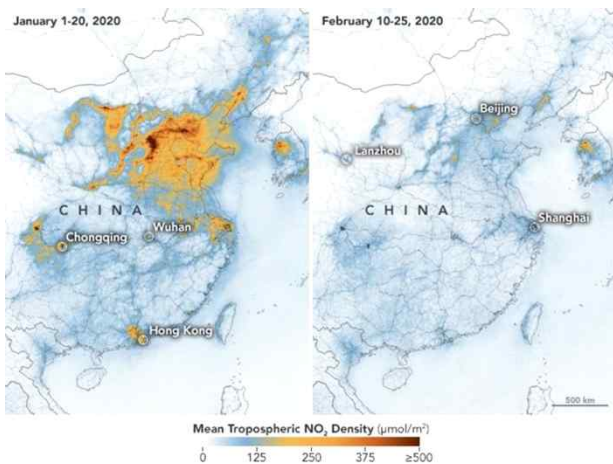 January 1-20, 2020
CHINA
Chongqing
Wuhan
Hong Kong
February 10-25, 2020
Beijing
Lanzhou
CHINA
Shanghai
500 km
Mean Tropospheric NO₂ Density (μmol/m²)
0 125 250 375 ≥500